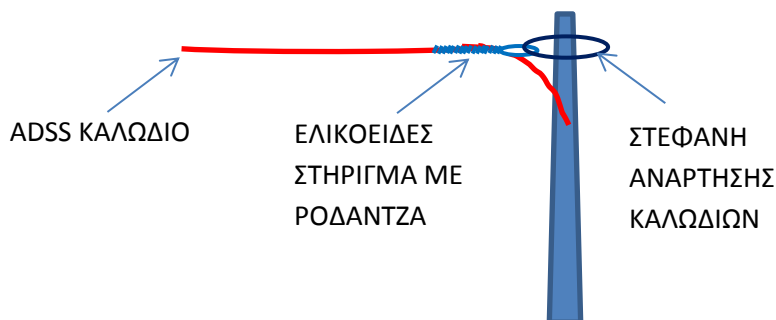 ADSS ΚΑΛΩΔΙΟ
ΕΛΙΚΟΕΙΔΕΣ
ΣΤΗΡΙΓΜΑ ΜΕ
ΡΟΔΑΝΤΖΑ
ΣΤΕΦΑΝΗ
ΑΝΑΡΤΗΣΗΣ
ΚΑΛΩΔΙΩΝ